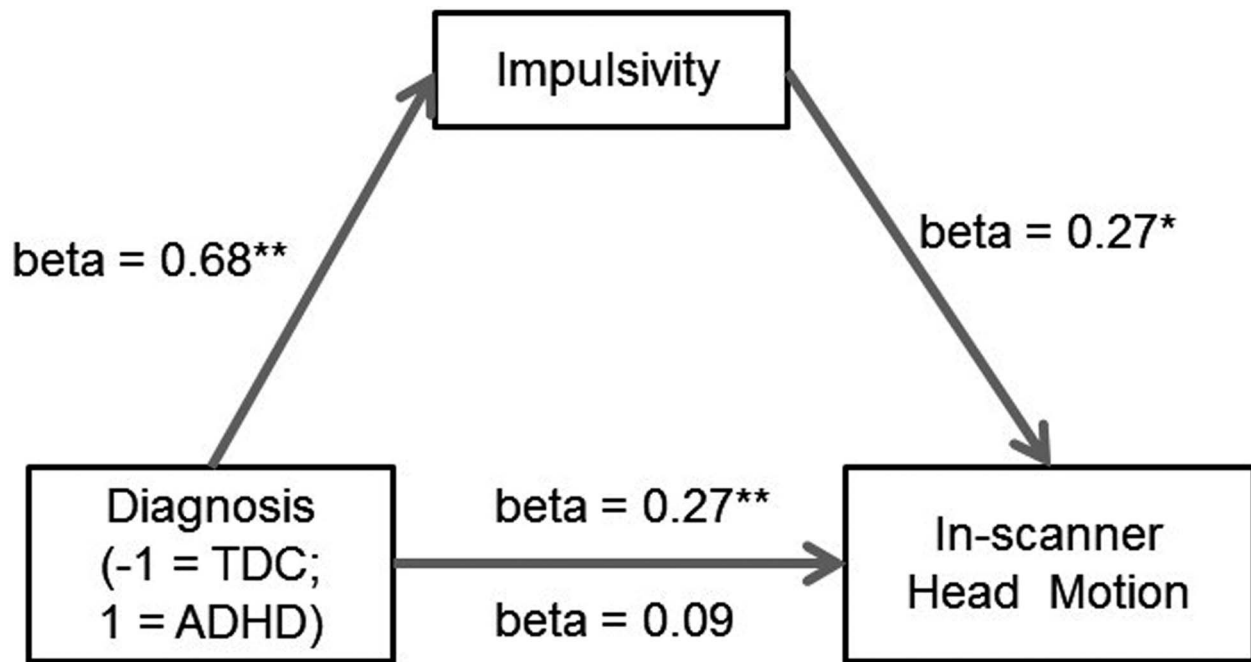 Impulsivity
beta = 0.68**
beta = 0.27*
Diagnosis
(-1 = TDC;
1 = ADHD)
beta = 0.27**
beta = 0.09
In-scanner
Head Motion